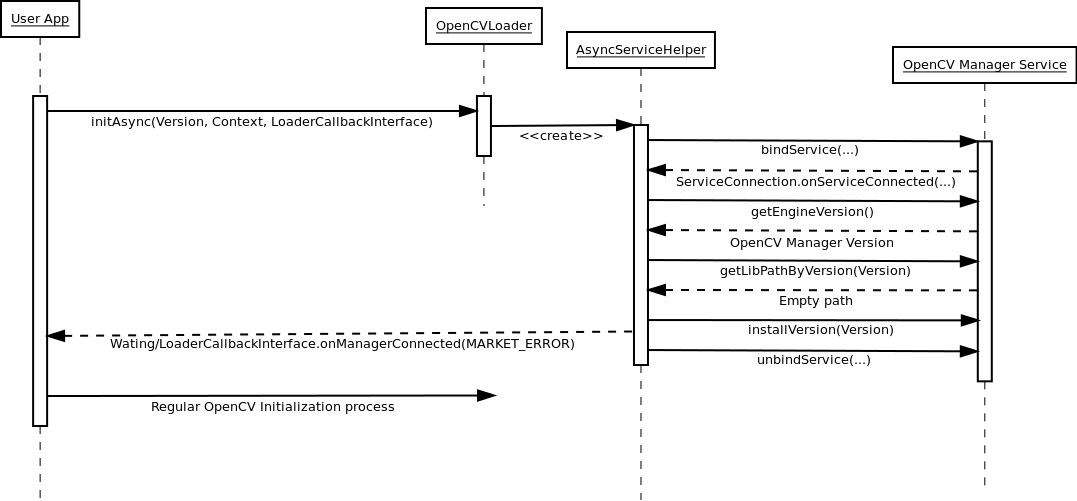 User App
OpenCVLoader
AsyncServiceHelper
OpenCV Manager Service
initAsync(Version, Context, LoaderCallbackInterface)
<<create>>
bindService(...)
ServiceConnection.onServiceConnected(...)
getEngineVersion()
OpenCV Manager Version
getLibPathByVersion(Version)
Empty path
installVersion(Version)
Wating/LoaderCallbackInterface.onManagerConnected(MARKET_ERROR)
unbindService(...)
Regular OpenCV Initialization process